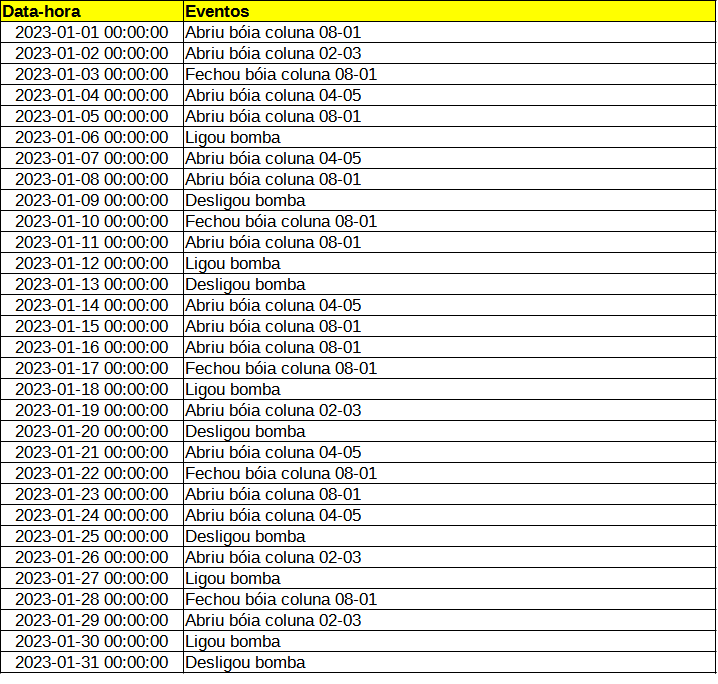 Data-hora Eventos
2023-01-01 00:00:00 Abriu bóia coluna 08-01
2023-01-02 00:00:00 Abriu bóia coluna 02-03
2023-01-03 00:00:00 Fechou bóia coluna 08-01
2023-01-04 00:00:00 Abriu bóia coluna 04-05
2023-01-05 00:00:00 Abriu bóia coluna 08-01
2023-01-06 00:00:00 Ligou bomba
2023-01-07 00:00:00 Abriu bóia coluna 04-05
2023-01-08 00:00:00 Abriu bóia coluna 08-01
2023-01-09 00:00:00 Desligou bomba
2023-01-10 00:00:00 Fechou bóia coluna 08-01
2023-01-11 00:00:00 Abriu bóia coluna 08-01
2023-01-12 00:00:00 Ligou bomba
2023-01-13 00:00:00 Desligou bomba
2023-01-14 00:00:00 Abriu bóia coluna 04-05
2023-01-15 00:00:00 Abriu bóia coluna 08-01
2023-01-16 00:00:00 Abriu bóia coluna 08-01
2023-01-17 00:00:00 Fechou bóia coluna 08-01
2023-01-18 00:00:00 Ligou bomba
2023-01-19 00:00:00 Abriu bóia coluna 02-03
2023-01-20 00:00:00 Desligou bomba
2023-01-21 00:00:00 Abriu bóia coluna 04-05
2023-01-22 00:00:00 Fechou bóia coluna 08-01
2023-01-23 00:00:00 Abriu bóia coluna 08-01
2023-01-24 00:00:00 Abriu bóia coluna 04-05
2023-01-25 00:00:00 Desligou bomba
2023-01-26 00:00:00 Abriu bóia coluna 02-03
2023-01-27 00:00:00 Ligou bomba
2023-01-28 00:00:00 Fechou bóia coluna 08-01
2023-01-29 00:00:00 Abriu bóia coluna 02-03
2023-01-30 00:00:00 Ligou bomba
2023-01-31 00:00:00 Desligou bomba